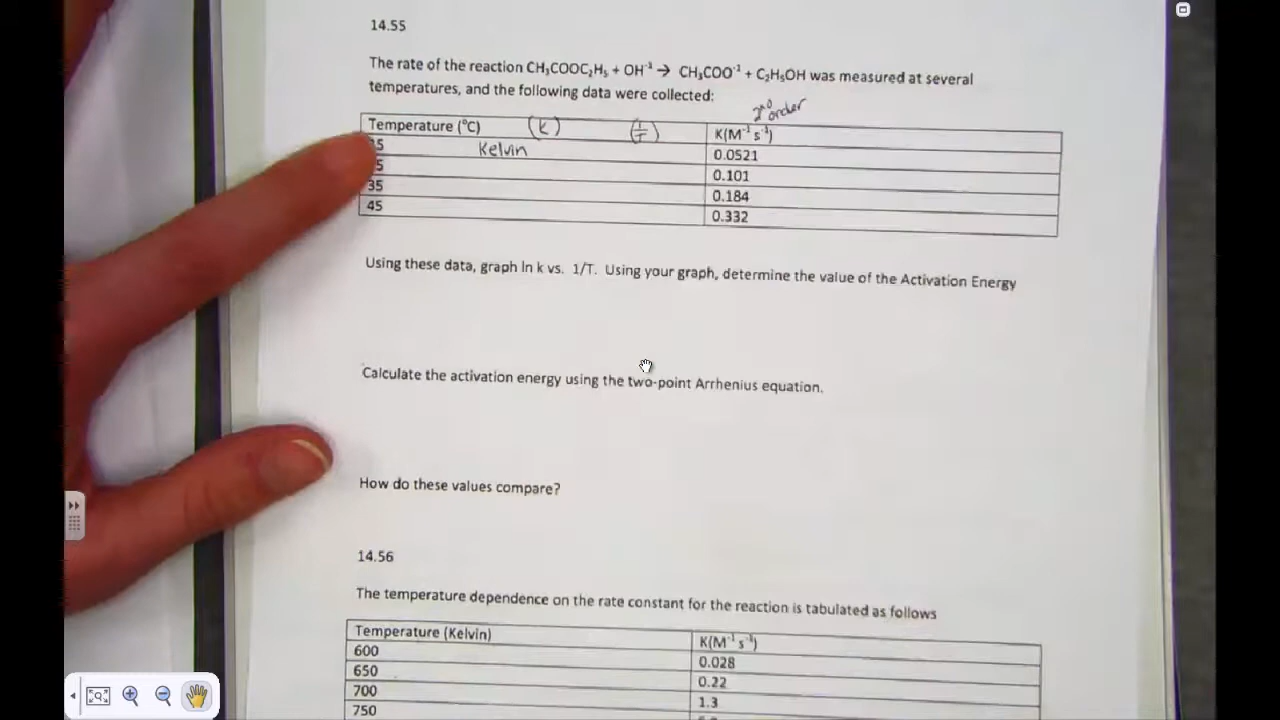 14.55
The rate of the reaction CH₃COOC₂H₅ + OH⁻¹ → CH₃COO⁻¹ + C₂H₅OH was measured at several
temperatures, and the following data were collected:
2ⁿᵈ order
Temperature (°C) (K) (1/T) K(M⁻¹ s⁻¹)
Kelvin 0.0521
0.101
35 0.184
45 0.332
Using these data, graph ln k vs. 1/T. Using your graph, determine the value of the Activation Energy
Calculate the activation energy using the two-point Arrhenius equation.
How do these values compare?
14.56
The temperature dependence on the rate constant for the reaction is tabulated as follows
Temperature (Kelvin) K(M⁻¹ s⁻¹)
600 0.028
650 0.22
700 1.3
750